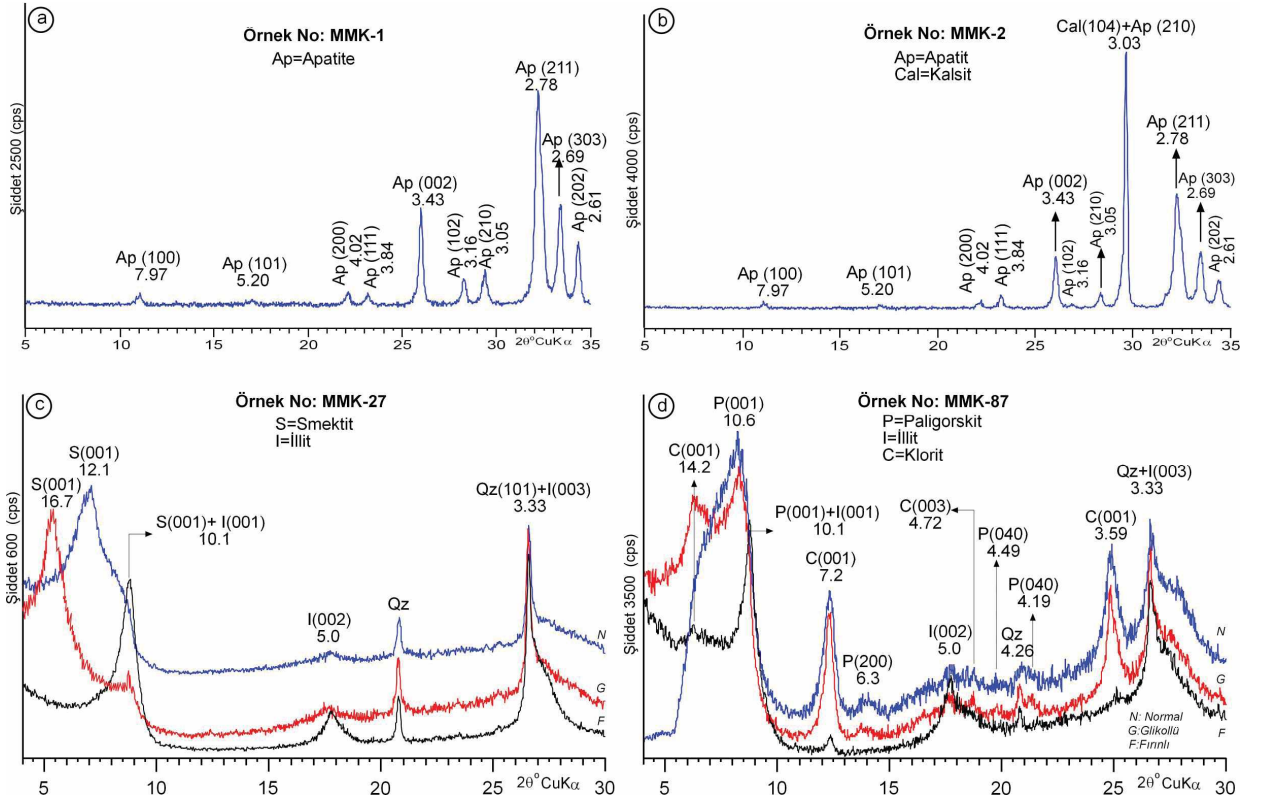 a
Örnek No: MMK-1
Ap=Apatite
Şiddet 2500 (cps)
Ap (100)
7.97
Ap (101)
5.20
Ap (200)
4.02
Ap (111)
3.84
Ap (002)
3.43
Ap (102)
3.16
Ap (210)
3.05
Ap (211)
2.78
Ap (303)
2.69
Ap (202)
2.61
5 10 15 20 25 30 2θ°CuKα 35
b
Örnek No: MMK-2
Ap=Apatit
Cal=Kalsit
Şiddet 4000 (cps)
Ap (100)
7.97
Ap (101)
5.20
Ap (200)
4.02
Ap (111)
3.84
Ap (002)
3.43
Ap (102)
3.16
Ap (210)
3.05
Cal(104)+Ap (210)
3.03
Ap (211)
2.78
Ap (303)
2.69
Ap (202)
2.61
5 10 15 20 25 30 2θ°CuKα 35
c
Örnek No: MMK-27
S=Smektit
I=İllit
Şiddet 600 (cps)
S(001)
16.7
S(001)
12.1
S(001)+ I(001)
10.1
I(002)
5.0
Qz
Qz(101)+I(003)
3.33
N
G
F
5 10 15 20 25 2θ°CuKα 30
d
Örnek No: MMK-87
P=Paligorskit
I=İllit
C=Klorit
Şiddet 3500 (cps)
C(001)
14.2
P(001)
10.6
P(001)+I(001)
10.1
C(001)
7.2
P(200)
6.3
I(002)
5.0
C(003)
4.72
P(040)
4.49
Qz
4.26
P(040)
4.19
C(001)
3.59
Qz+I(003)
3.33
N
G
F
N: Normal
G:Glikollü
F:Fırınlı
5 10 15 20 25 2θ°CuKα 30